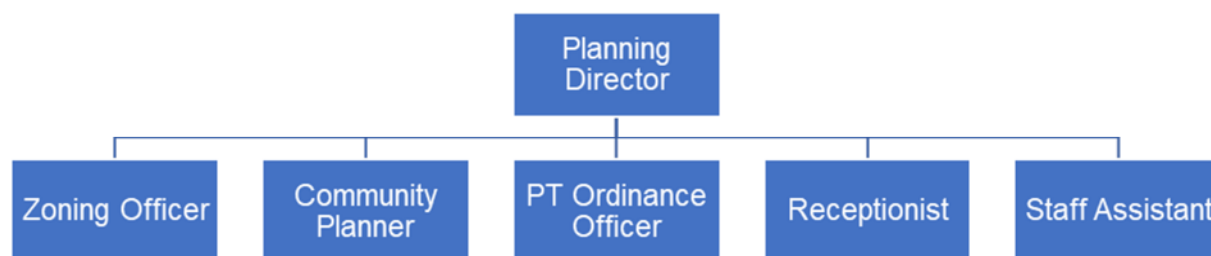 Planning
Director
Zoning Officer
Community
Planner
PT Ordinance
Officer
Receptionist
Staff Assistant